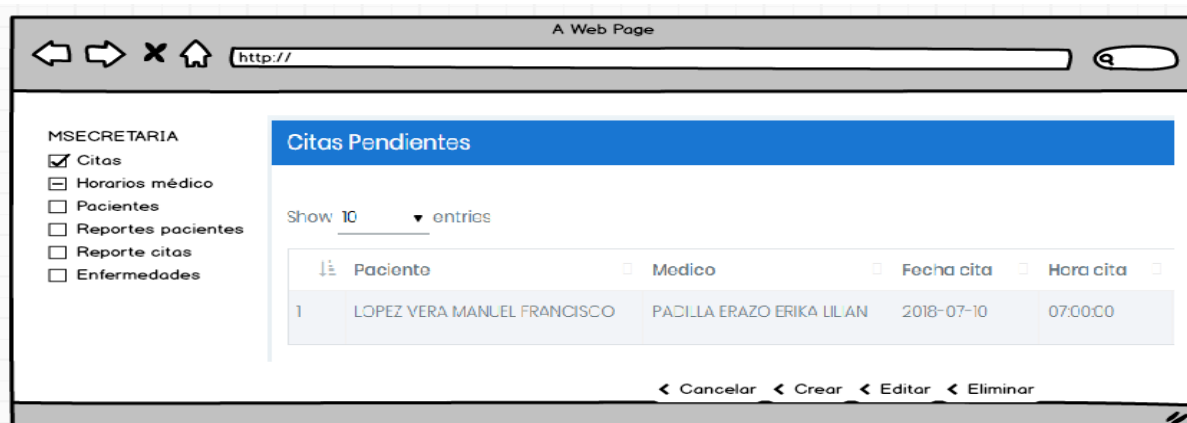 A Web Page
http://
MSECRETARIA
Citas
Horarios médico
Pacientes
Reportes pacientes
Reporte citas
Enfermedades
Citas Pendientes
Show 10 entries
Paciente Medico Fecha cita Hora cita
1 LOPEZ VERA MANUEL FRANCISCO PADILLA ERAZO ERIKA LILIAN 2018-07-10 07:00:00
Cancelar Crear Editar Eliminar